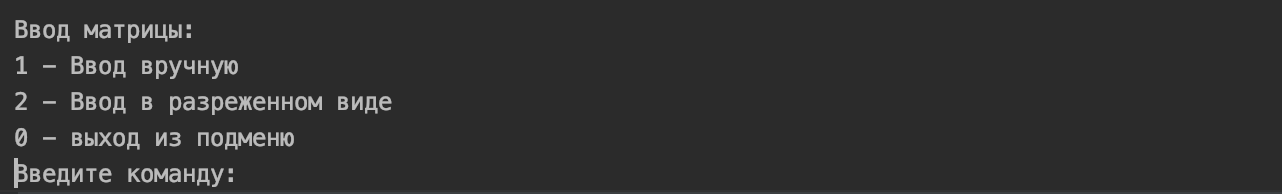 Ввод матрицы:
1 – Ввод вручную
2 – Ввод в разреженном виде
0 – выход из подменю
Введите команду: